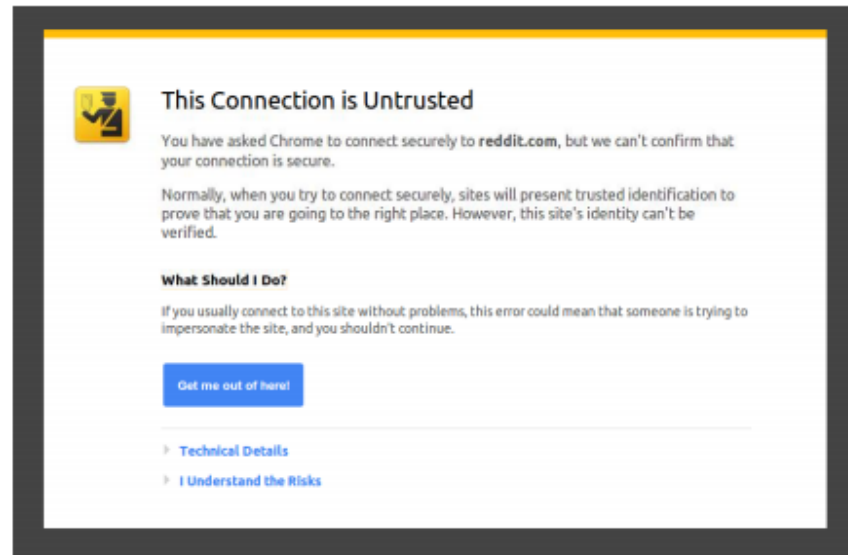 This Connection is Untrusted
You have asked Chrome to connect securely to reddit.com, but we can't confirm that
your connection is secure.
Normally, when you try to connect securely, sites will present trusted identification to
prove that you are going to the right place. However, this site's identity can't be
verified.
What Should I Do?
If you usually connect to this site without problems, this error could mean that someone is trying to
impersonate the site, and you shouldn't continue.
Get me out of here!
Technical Details
I Understand the Risks